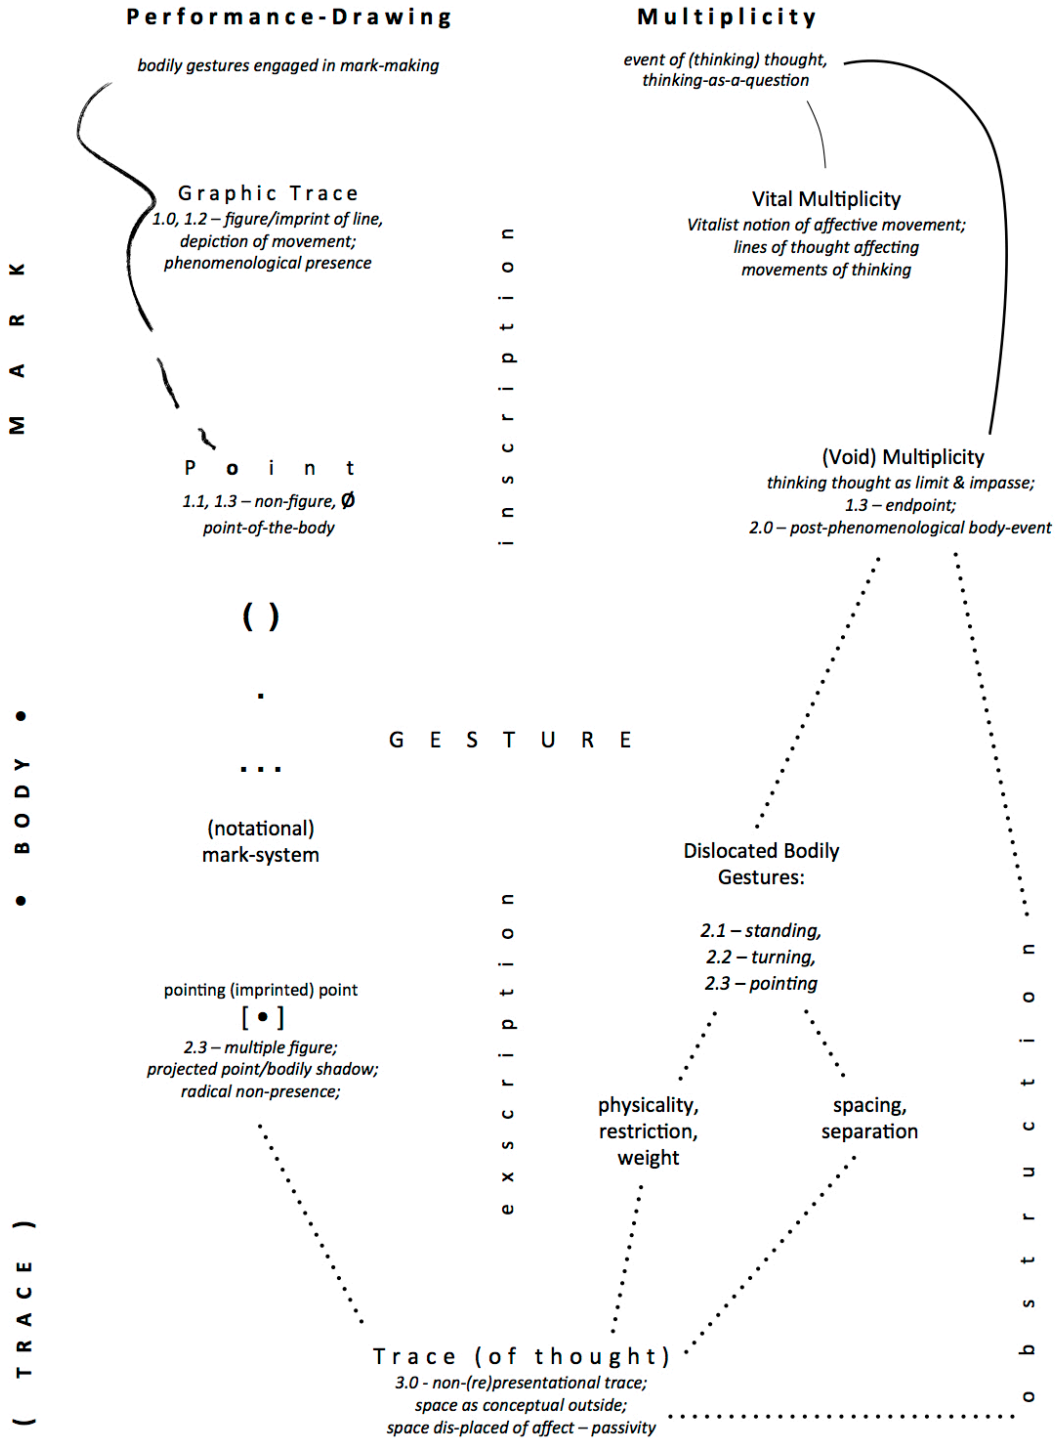 Performance-Drawing
bodily gestures engaged in mark-making
Graphic Trace
1.0, 1.2 – figure/imprint of line,
depiction of movement;
phenomenological presence
Point
1.1, 1.3 – non-figure, Ø
point-of-the-body
( )
.
...
(notational)
mark-system
pointing (imprinted) point
[ • ]
2.3 – multiple figure;
projected point/bodily shadow;
radical non-presence;
MARK
• BODY •
( TRACE )
inscription
GESTURE
exscription
Multiplicity
event of (thinking) thought,
thinking-as-a-question
Vital Multiplicity
Vitalist notion of affective movement;
lines of thought affecting
movements of thinking
(Void) Multiplicity
thinking thought as limit & impasse;
1.3 – endpoint;
2.0 – post-phenomenological body-event
Dislocated Bodily
Gestures:
2.1 – standing,
2.2 – turning,
2.3 – pointing
physicality,
restriction,
weight
spacing,
separation
obstruction
Trace (of thought)
3.0 - non-(re)presentational trace;
space as conceptual outside;
space dis-placed of affect – passivity